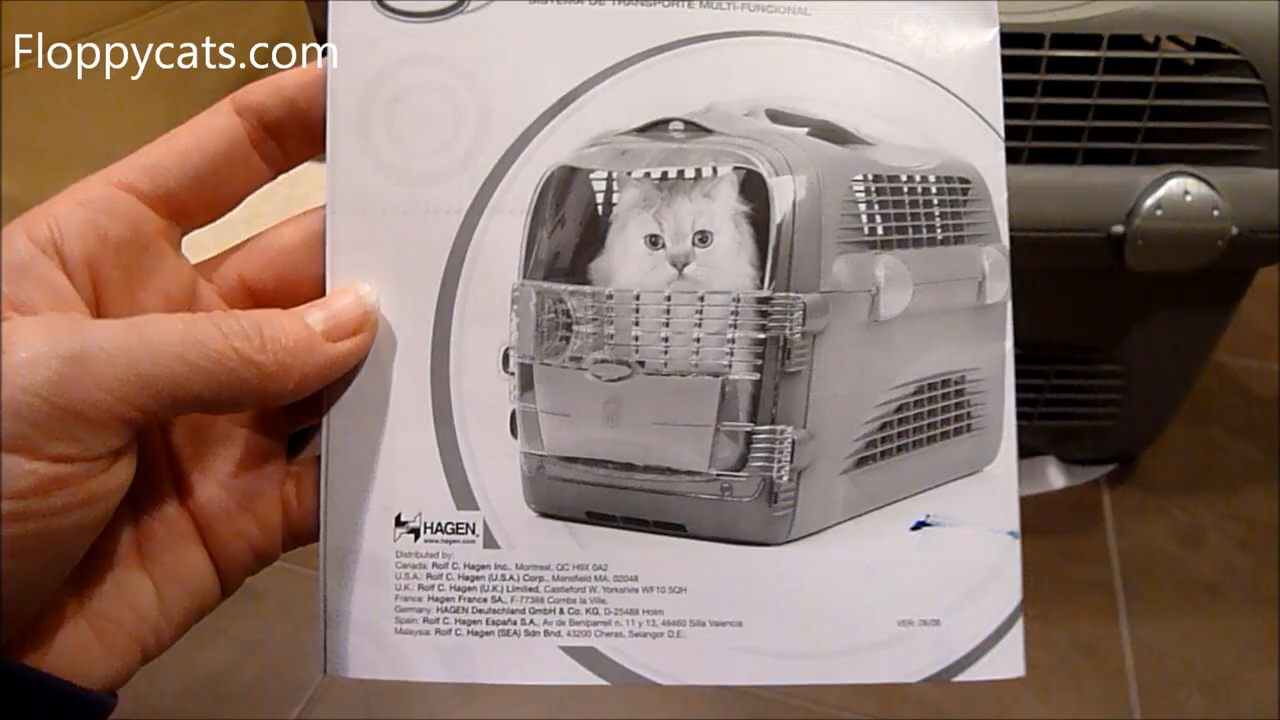 SISTEMA DE TRANSPORTE MULTI-FUNCIONAL
Floppycats.com
HAGEN
www.hagen.com
Distributed by:
Canada: Rolf C. Hagen Inc., Montreal, QC H9X 0A2
U.S.A.: Rolf C. Hagen (U.S.A.) Corp., Mansfield MA. 02048
U.K.: Rolf C. Hagen (U.K.) Limited, Castleford W. Yorkshire WF10 5QH
France: Hagen France SA., F-77388 Combs la Ville,
Germany: HAGEN Deutschland GmbH & Co. KG, D-25488 Holm
Spain: Rolf C. Hagen España S.A., Av de Beniparrell n. 11 y 13, 46460 Silla Valencia
Malaysia: Rolf C. Hagen (SEA) Sdn Bnd, 43200 Cheras, Selangor D.E.
VER: